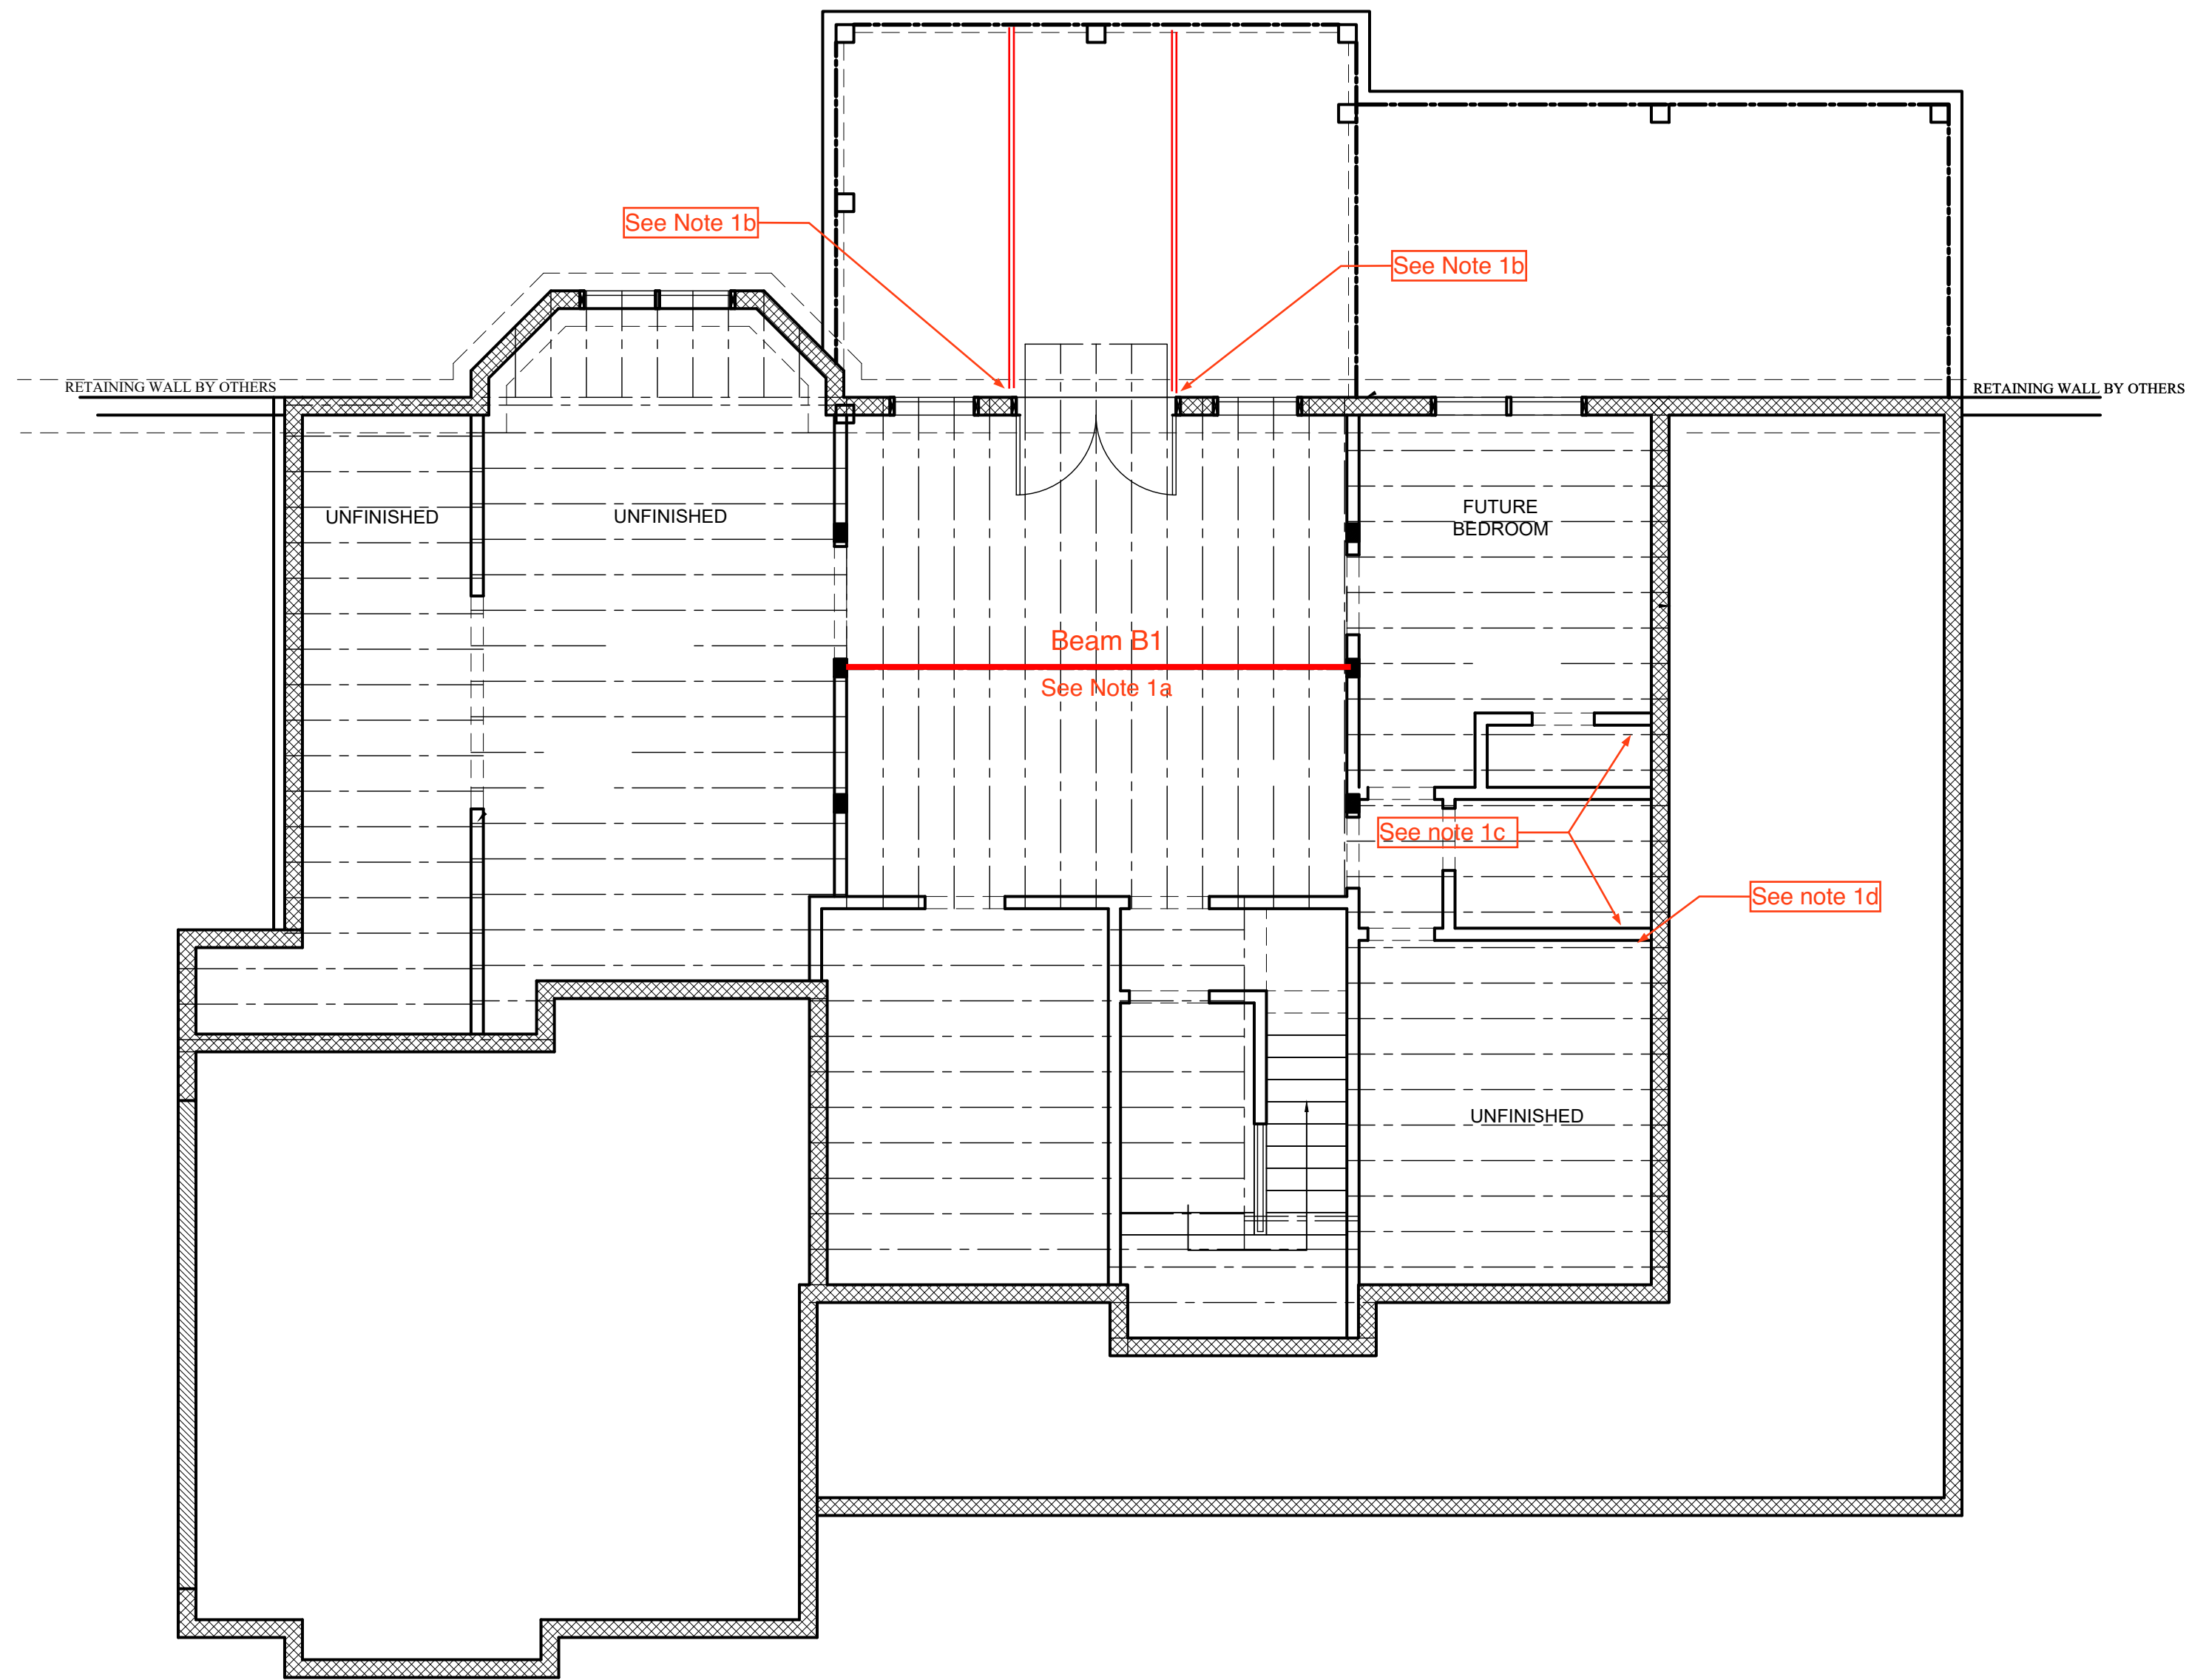 See Note 1b
See Note 1b
RETAINING WALL BY OTHERS
RETAINING WALL BY OTHERS
UNFINISHED
UNFINISHED
FUTURE
BEDROOM
Beam B1
See Note 1a
See note 1c
See note 1d
UNFINISHED